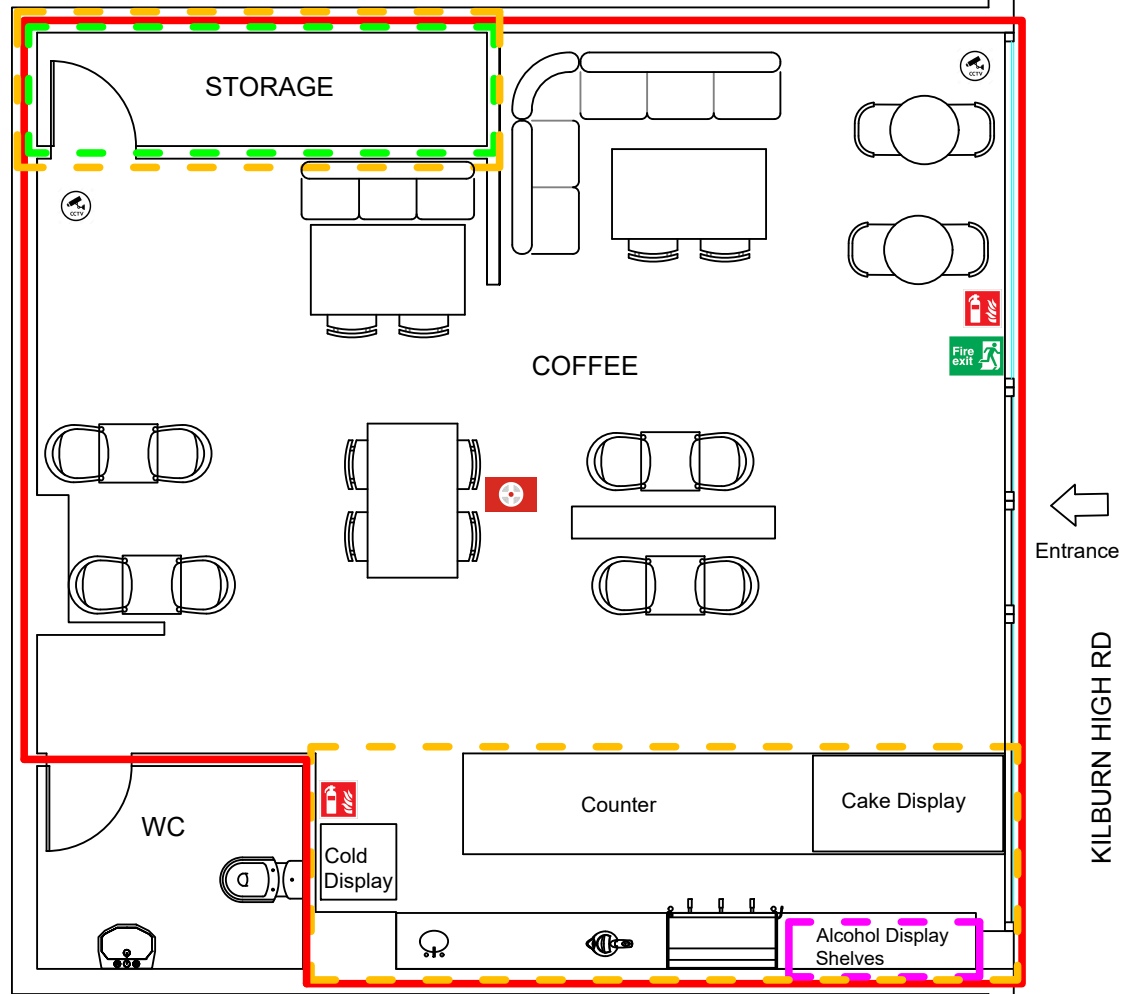 STORAGE
CCTV
CCTV
Fire
exit
COFFEE
Entrance
KILBURN HIGH RD
Counter
Cake Display
WC
Cold
Display
Alcohol Display
Shelves